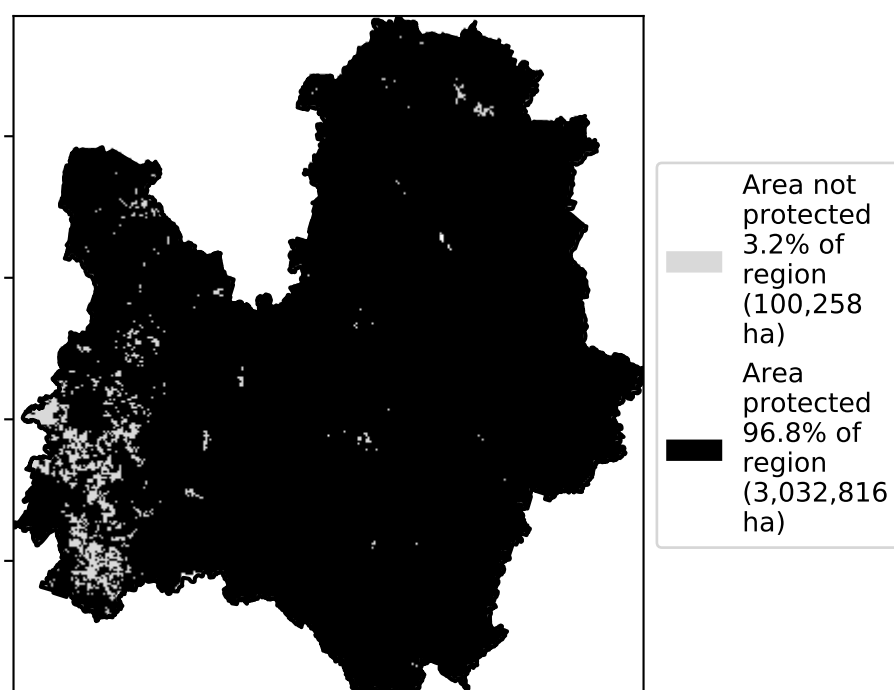 Area not
protected
3.2% of
region
(100,258
ha)
Area
protected
96.8% of
region
(3,032,816
ha)